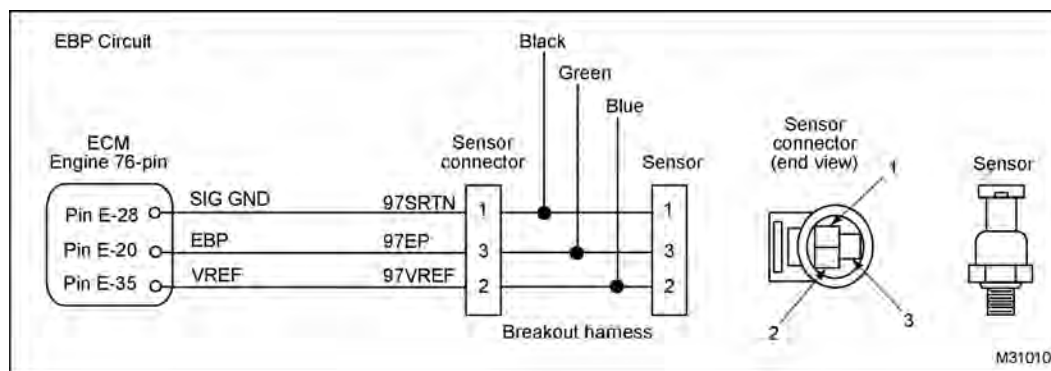 EBP Circuit
Black
Green
Blue
ECM
Engine 76-pin
Sensor
connector
Sensor
Sensor
connector
(end view)
1
Sensor
Pin E-28
SIG GND
97SRTN
1
1
Pin E-20
EBP
97EP
3
3
Pin E-35
VREF
97VREF
2
2
2
3
Breakout harness
M31010